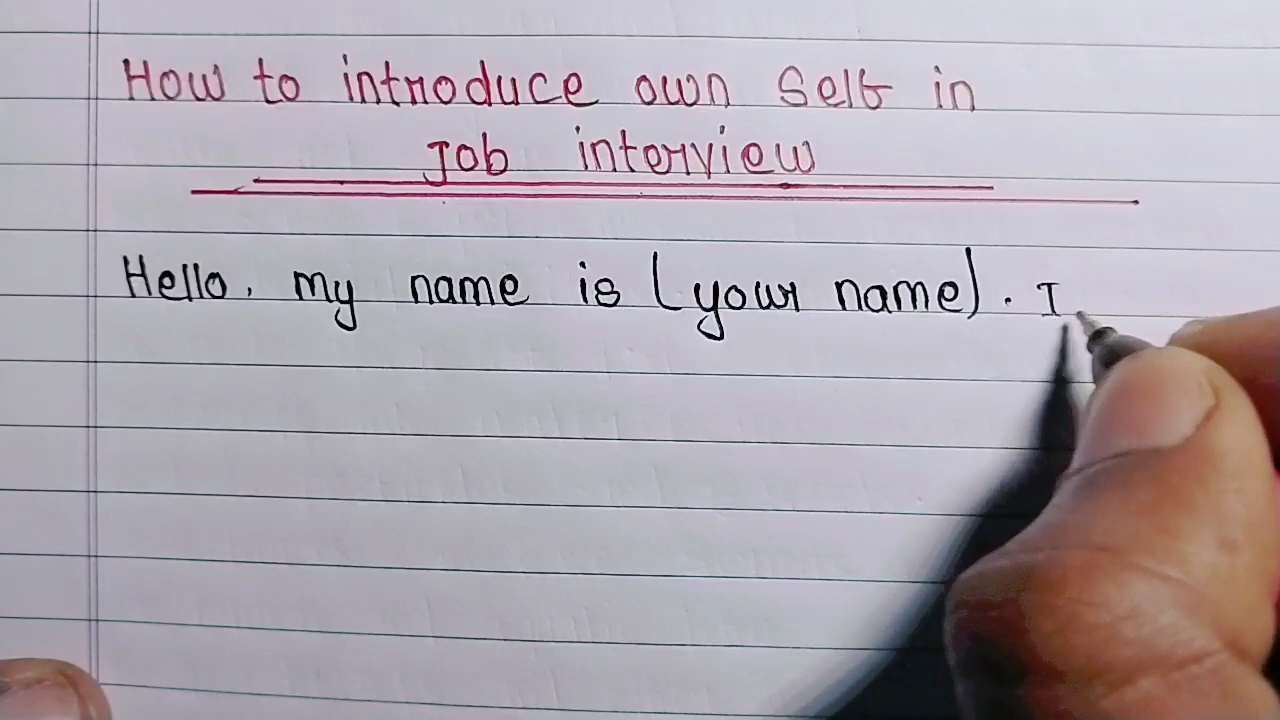 How to introduce own Self in
Job interview
Hello, my name is (your name). I